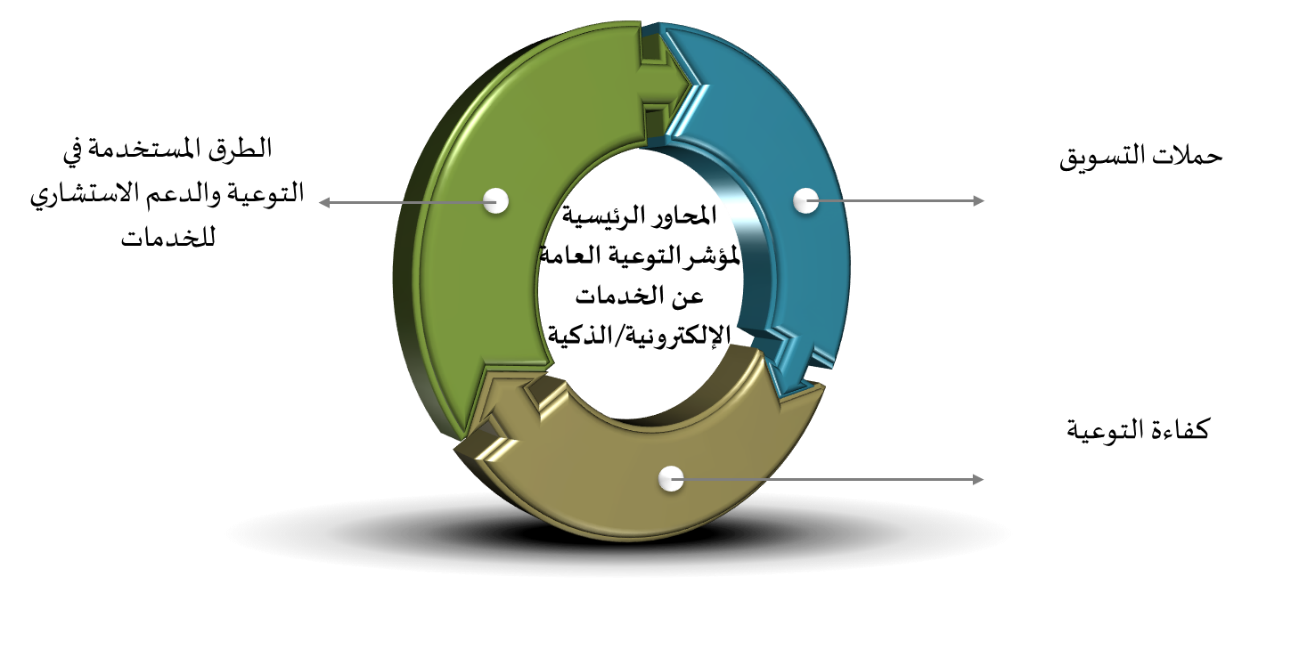 حملات التسويق
الطرق المستخدمة في
التوعية والدعم الاستشاري
للخدمات
المحاور الرئيسية
لمؤشر التوعية العامة
عن الخدمات
الإلكترونية/الذكية
كفاءة التوعية